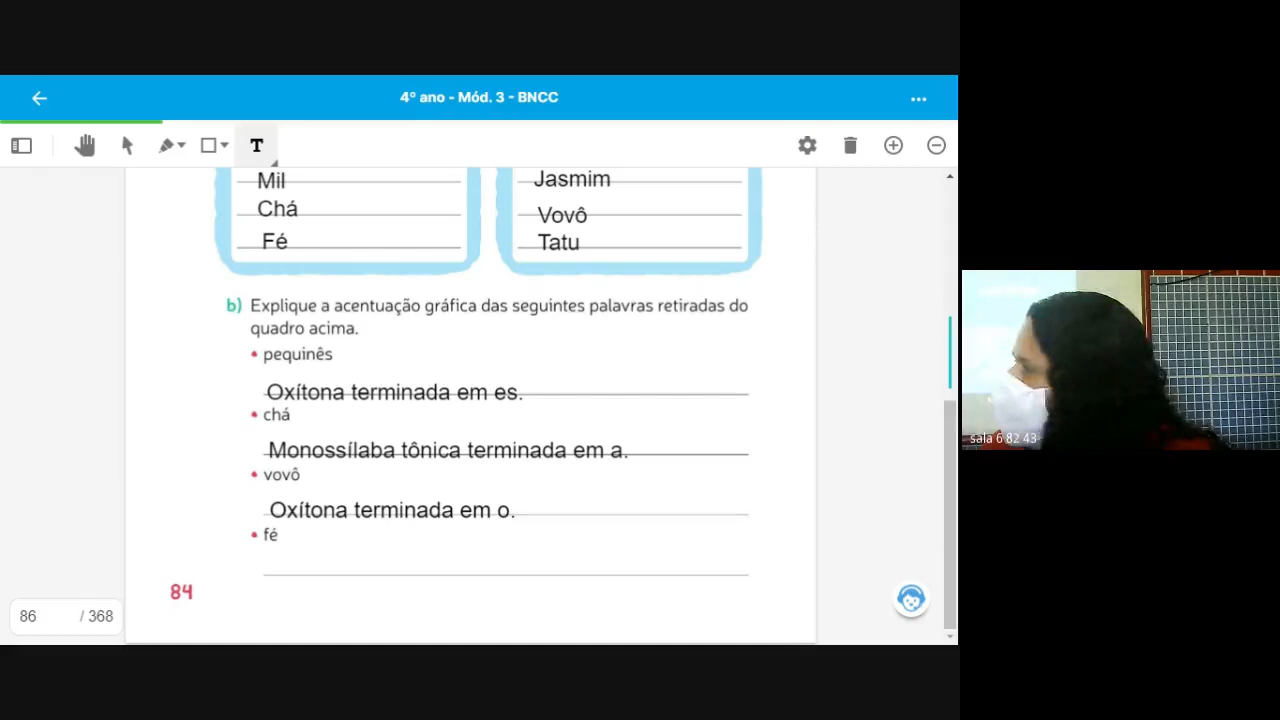 4º ano - Mód. 3 - BNCC
T
Mil
Chá
Fé
Jasmim
Vovô
Tatu
b) Explique a acentuação gráfica das seguintes palavras retiradas do
quadro acima.
• pequinês
Oxítona terminada em es.
• chá
Monossílaba tônica terminada em a.
• vovô
Oxítona terminada em o.
• fé
84
86 / 368
sala 6 82 43-